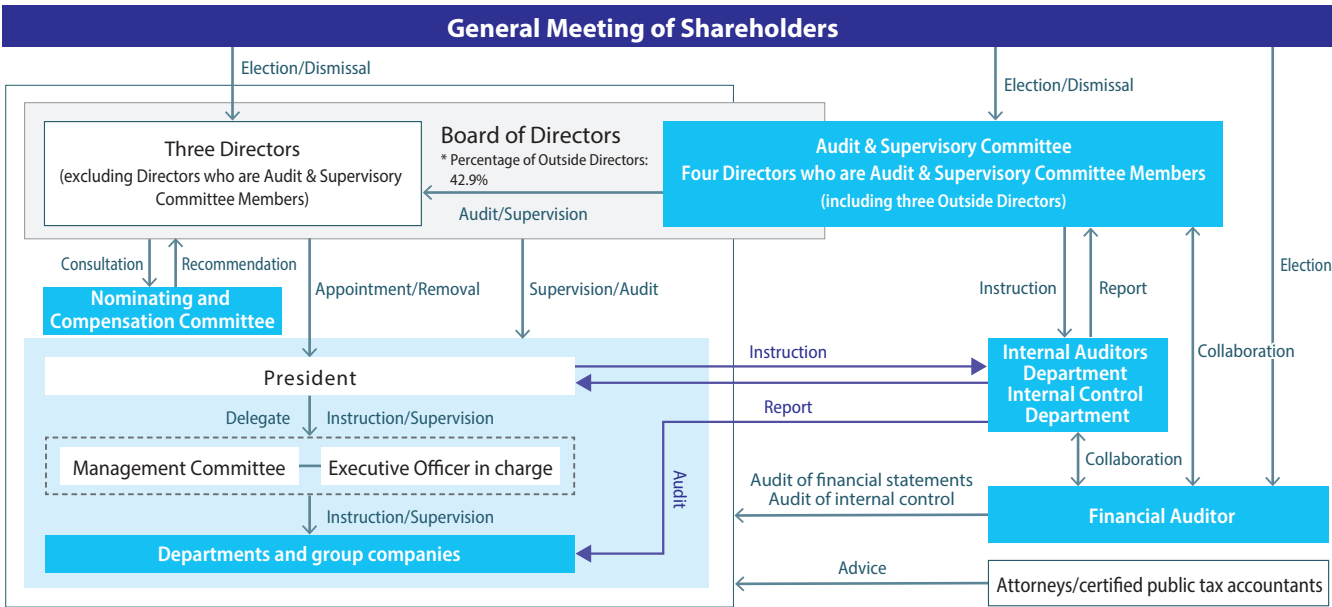 General Meeting of Shareholders
Election/Dismissal
Election/Dismissal
Three Directors
(excluding Directors who are Audit & Supervisory
Committee Members)
Board of Directors
* Percentage of Outside Directors:
42.9%
Audit/Supervision
Audit & Supervisory Committee
Four Directors who are Audit & Supervisory Committee Members
(including three Outside Directors)
Consultation
Recommendation
Appointment/Removal
Supervision/Audit
Instruction
Report
Election
Nominating and
Compensation Committee
Collaboration
President
Instruction
Report
Internal Auditors
Department
Internal Control
Department
Delegate
Instruction/Supervision
Management Committee
Executive Officer in charge
Audit
Collaboration
Instruction/Supervision
Audit of financial statements
Audit of internal control
Financial Auditor
Departments and group companies
Advice
Attorneys/certified public tax accountants